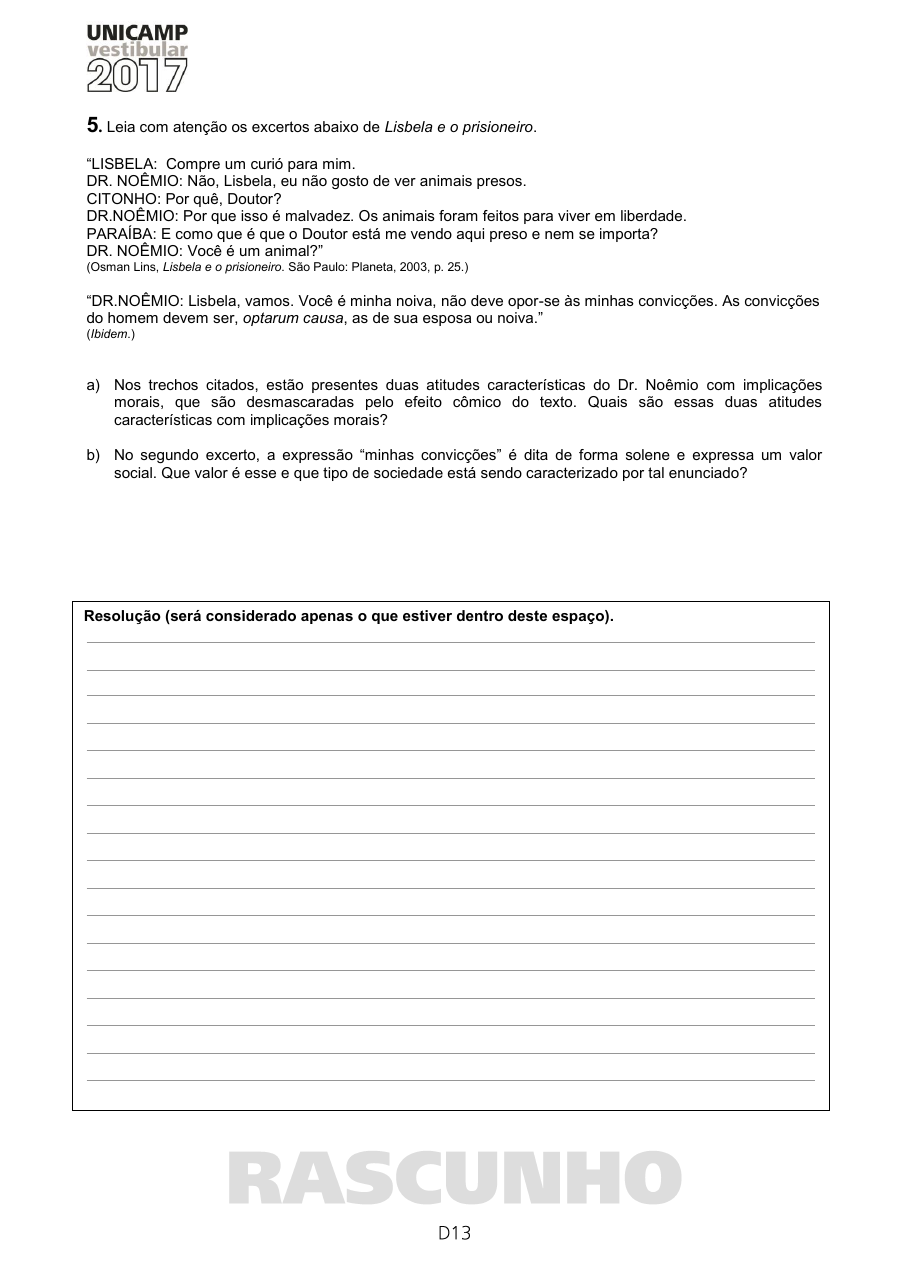 UNICAMP
vestibular
2017
5. Leia com atenção os excertos abaixo de Lisbela e o prisioneiro.
“LISBELA: Compre um curió para mim.
DR. NOÊMIO: Não, Lisbela, eu não gosto de ver animais presos.
CITONHO: Por quê, Doutor?
DR.NOÊMIO: Por que isso é malvadez. Os animais foram feitos para viver em liberdade.
PARAÍBA: E como que é que o Doutor está me vendo aqui preso e nem se importa?
DR. NOÊMIO: Você é um animal?”
(Osman Lins, Lisbela e o prisioneiro. São Paulo: Planeta, 2003, p. 25.)
“DR.NOÊMIO: Lisbela, vamos. Você é minha noiva, não deve opor-se às minhas convicções. As convicções
do homem devem ser, optarum causa, as de sua esposa ou noiva.”
(Ibidem.)
a) Nos trechos citados, estão presentes duas atitudes características do Dr. Noêmio com implicações
morais, que são desmascaradas pelo efeito cômico do texto. Quais são essas duas atitudes
características com implicações morais?
b) No segundo excerto, a expressão “minhas convicções” é dita de forma solene e expressa um valor
social. Que valor é esse e que tipo de sociedade está sendo caracterizado por tal enunciado?
Resolução (será considerado apenas o que estiver dentro deste espaço).
RASCUNHO
D13